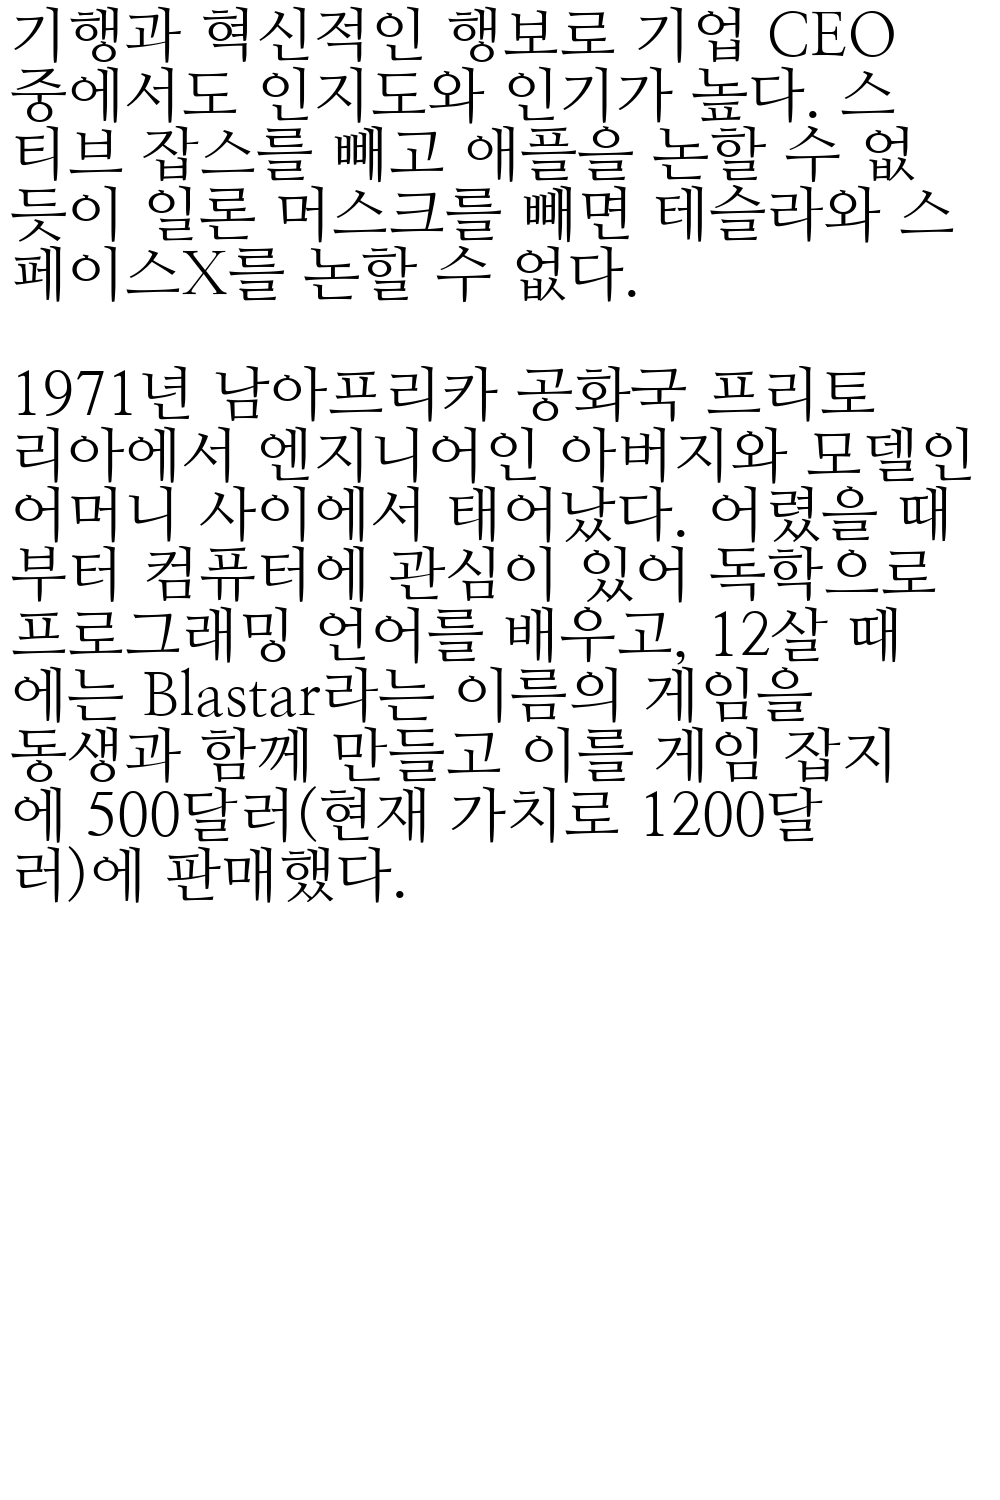 기행과 혁신적인 행보로 기업 CEO
중에서도 인지도와 인기가 높다. 스
티브 잡스를 빼고 애플을 논할 수 없
듯이 일론 머스크를 빼면 테슬라와 스
페이스X를 논할 수 없다.

1971년 남아프리카 공화국 프리토
리아에서 엔지니어인 아버지와 모델인
어머니 사이에서 태어났다. 어렸을 때
부터 컴퓨터에 관심이 있어 독학으로
프로그래밍 언어를 배우고, 12살 때
에는 Blastar라는 이름의 게임을
동생과 함께 만들고 이를 게임 잡지
에 500달러(현재 가치로 1200달
러)에 판매했다.